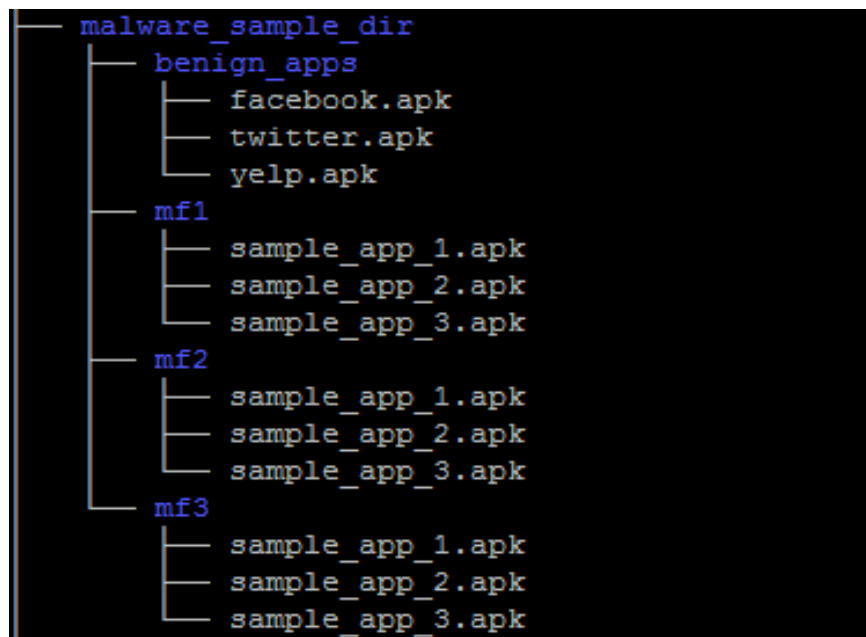 malware_sample_dir
benign_apps
facebook.apk
twitter.apk
yelp.apk
mf1
sample_app_1.apk
sample_app_2.apk
sample_app_3.apk
mf2
sample_app_1.apk
sample_app_2.apk
sample_app_3.apk
mf3
sample_app_1.apk
sample_app_2.apk
sample_app_3.apk